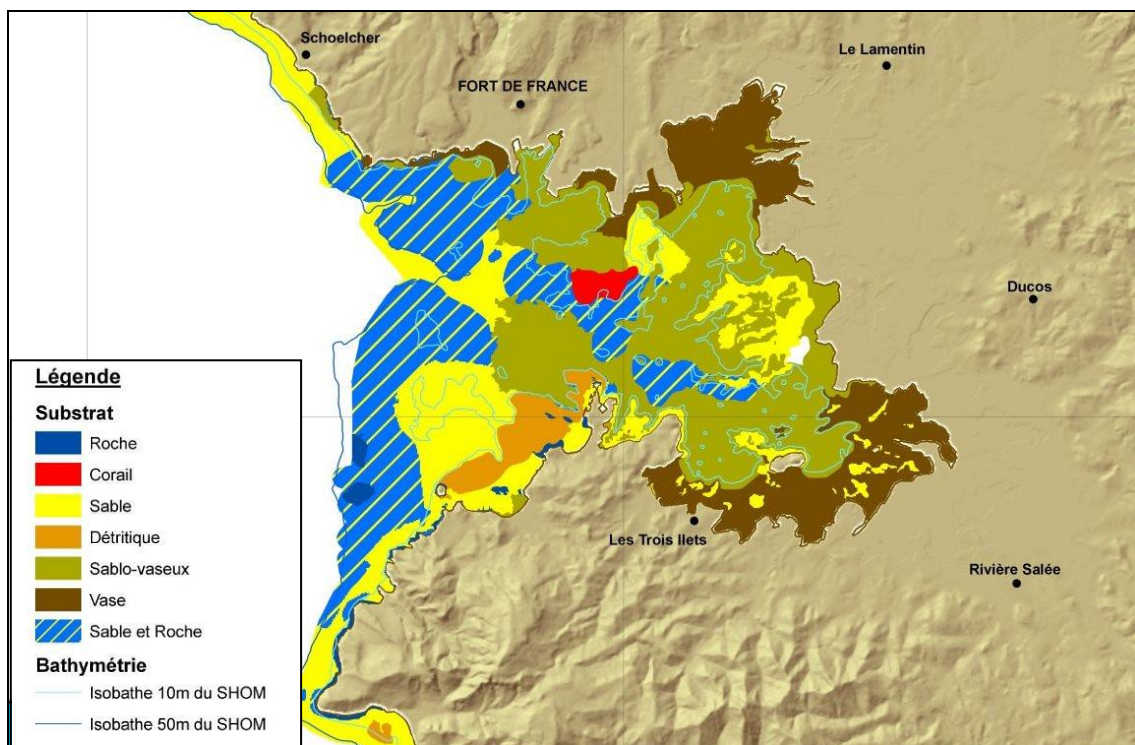 Schoelcher
Le Lamentin
FORT DE FRANCE
Ducos
Les Trois Ilets
Rivière Salée
Légende
Substrat
Roche
Corail
Sable
Détritique
Sablo-vaseux
Vase
Sable et Roche
Bathymétrie
Isobathe 10m du SHOM
Isobathe 50m du SHOM